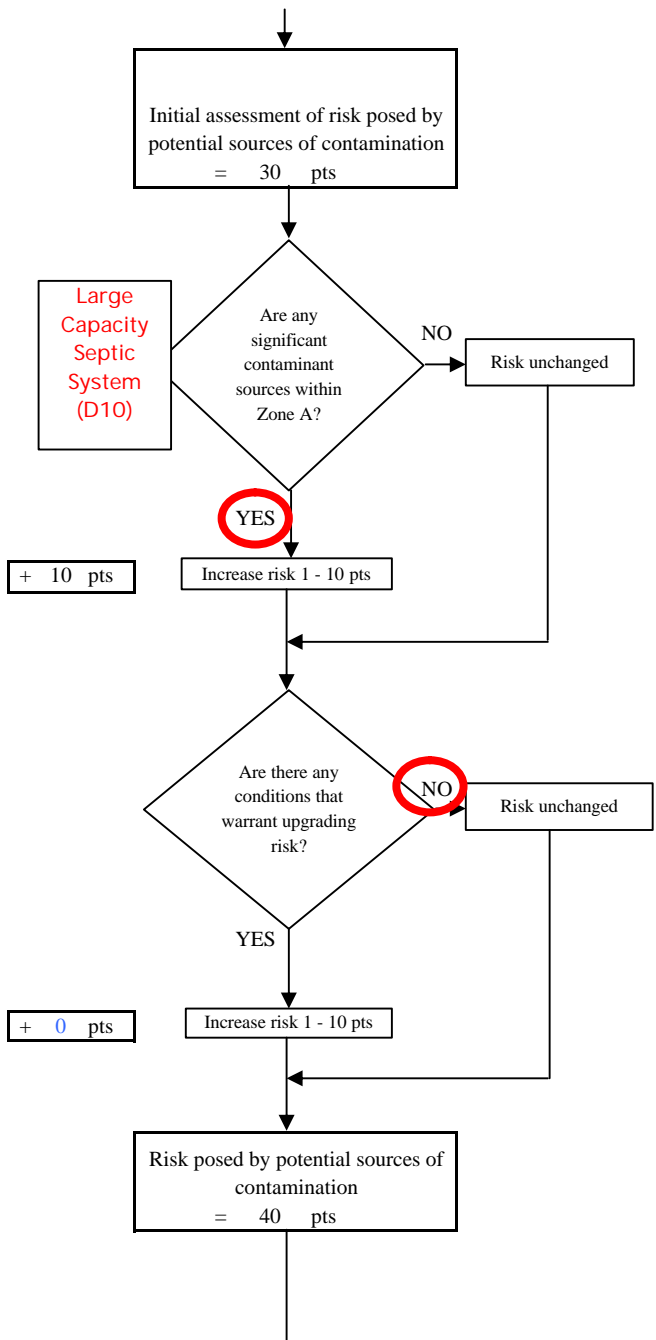 Initial assessment of risk posed by
potential sources of contamination
= 30 pts
Large
Capacity
Septic
System
(D10)
Are any
significant
contaminant
sources within
Zone A?
NO
Risk unchanged
YES
+ 10 pts
Increase risk 1 - 10 pts
Are there any
conditions that
warrant upgrading
risk?
NO
Risk unchanged
YES
+ 0 pts
Increase risk 1 - 10 pts
Risk posed by potential sources of
contamination
= 40 pts